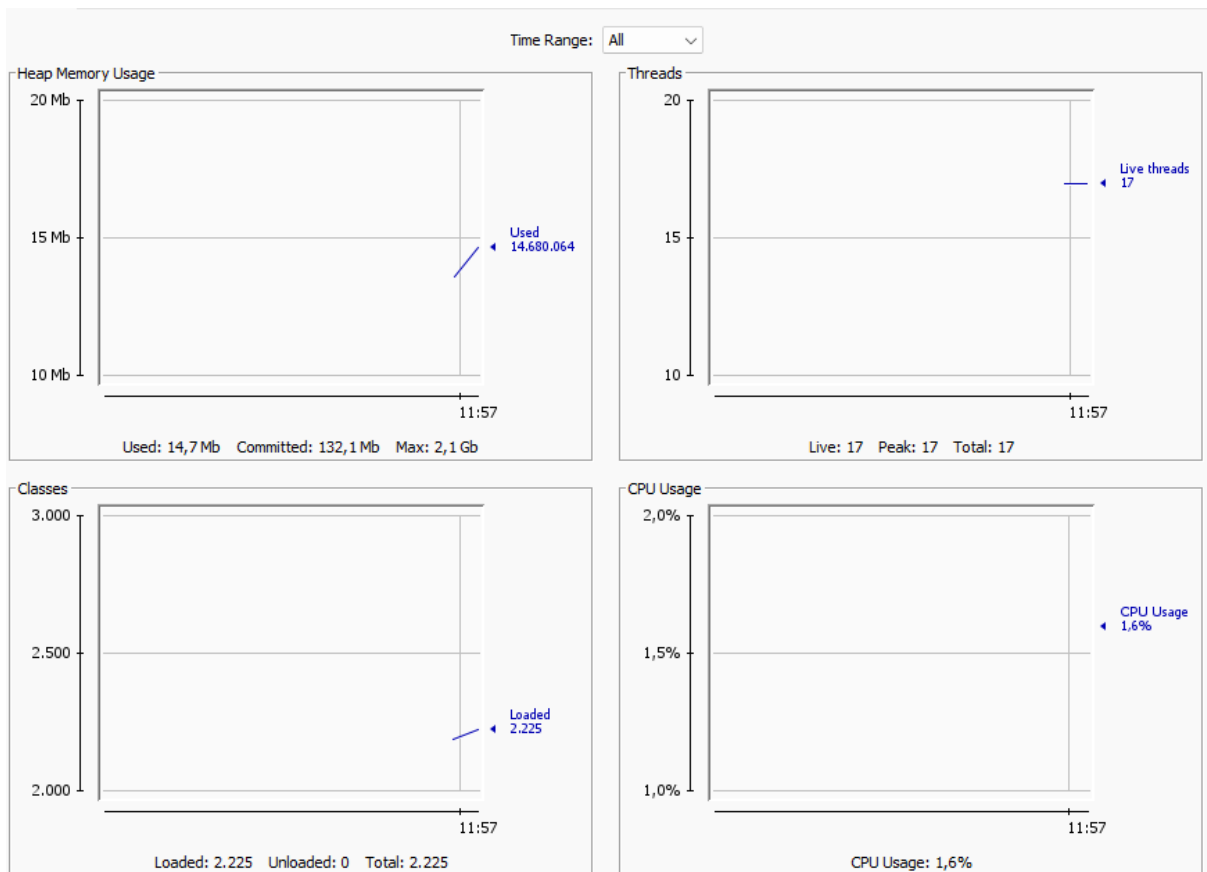 Time Range: All
Heap Memory Usage
20 Mb
15 Mb
10 Mb
Used
14.680.064
11:57
Used: 14,7 Mb Committed: 132,1 Mb Max: 2,1 Gb
Threads
20
15
10
Live threads
17
11:57
Live: 17 Peak: 17 Total: 17
Classes
3.000
2.500
2.000
Loaded
2.225
11:57
Loaded: 2.225 Unloaded: 0 Total: 2.225
CPU Usage
2,0%
1,5%
1,0%
CPU Usage
1,6%
11:57
CPU Usage: 1,6%